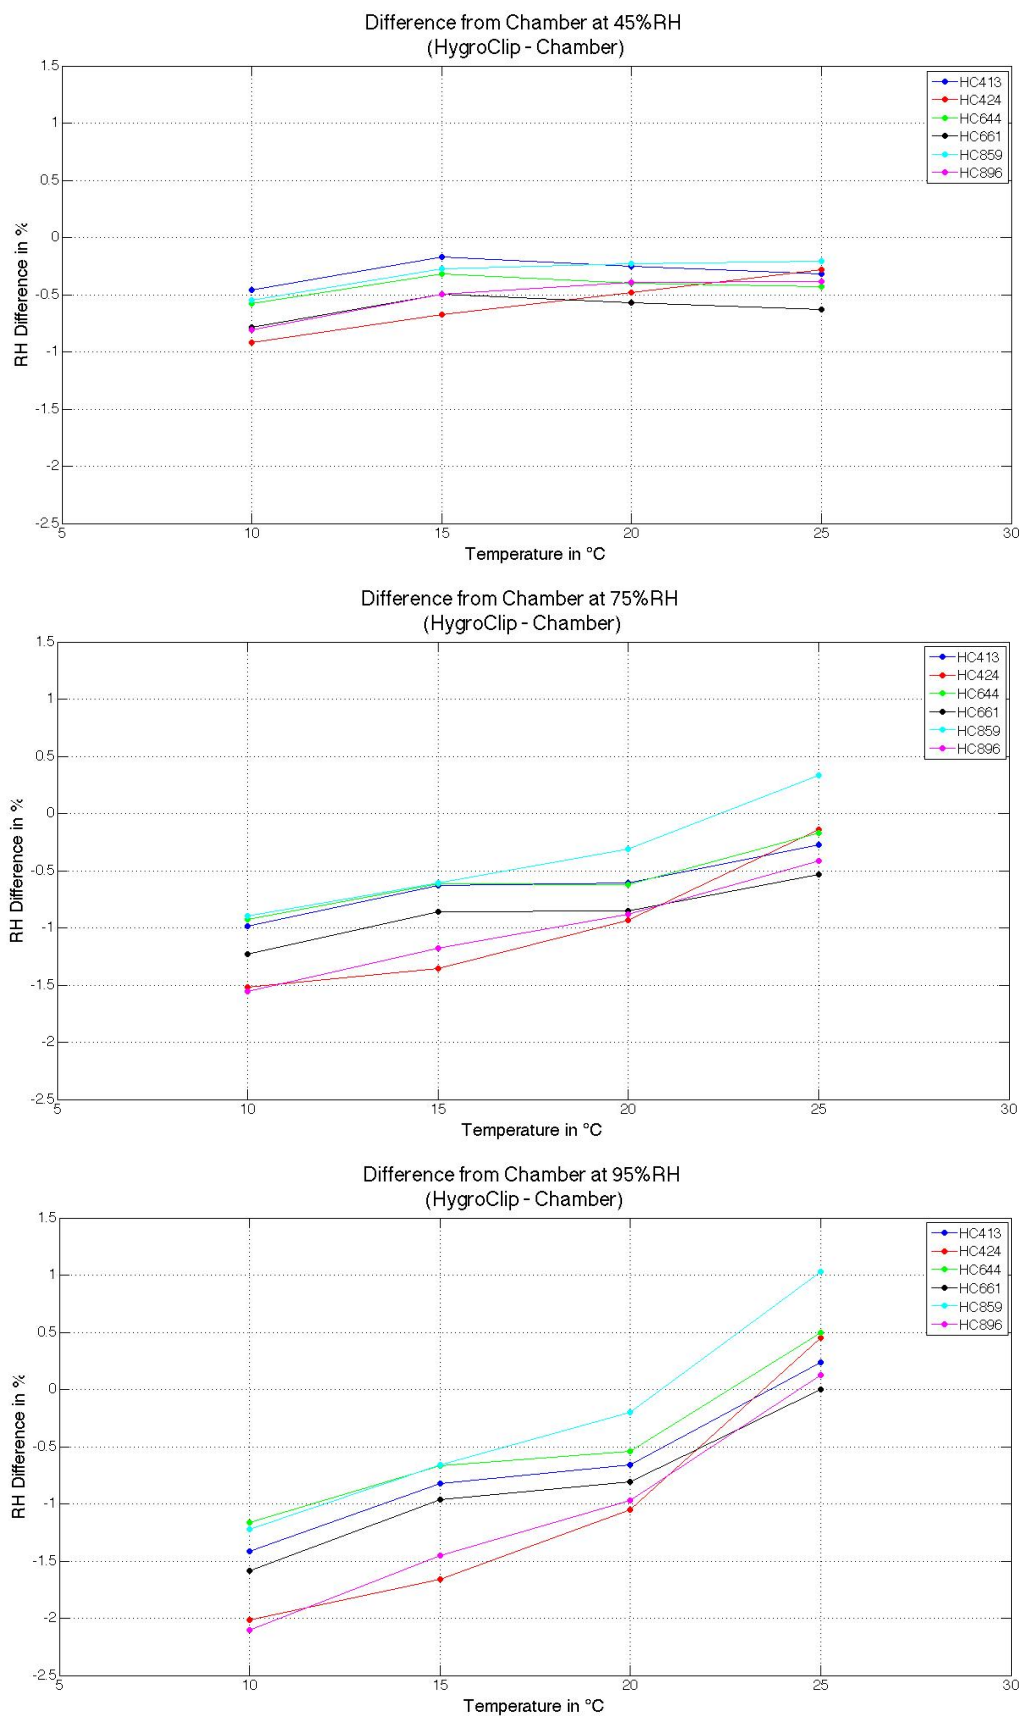 Difference from Chamber at 45%RH
(HygroClip - Chamber)
1.5
1
0.5
0
-0.5
-1
-1.5
-2
-2.5
RH Difference in %
5
10
15
20
25
30
Temperature in °C
HC413
HC424
HC644
HC661
HC859
HC896
Difference from Chamber at 75%RH
(HygroClip - Chamber)
1.5
1
0.5
0
-0.5
-1
-1.5
-2
-2.5
RH Difference in %
5
10
15
20
25
30
Temperature in °C
HC413
HC424
HC644
HC661
HC859
HC896
Difference from Chamber at 95%RH
(HygroClip - Chamber)
1.5
1
0.5
0
-0.5
-1
-1.5
-2
-2.5
RH Difference in %
5
10
15
20
25
30
Temperature in °C
HC413
HC424
HC644
HC661
HC859
HC896